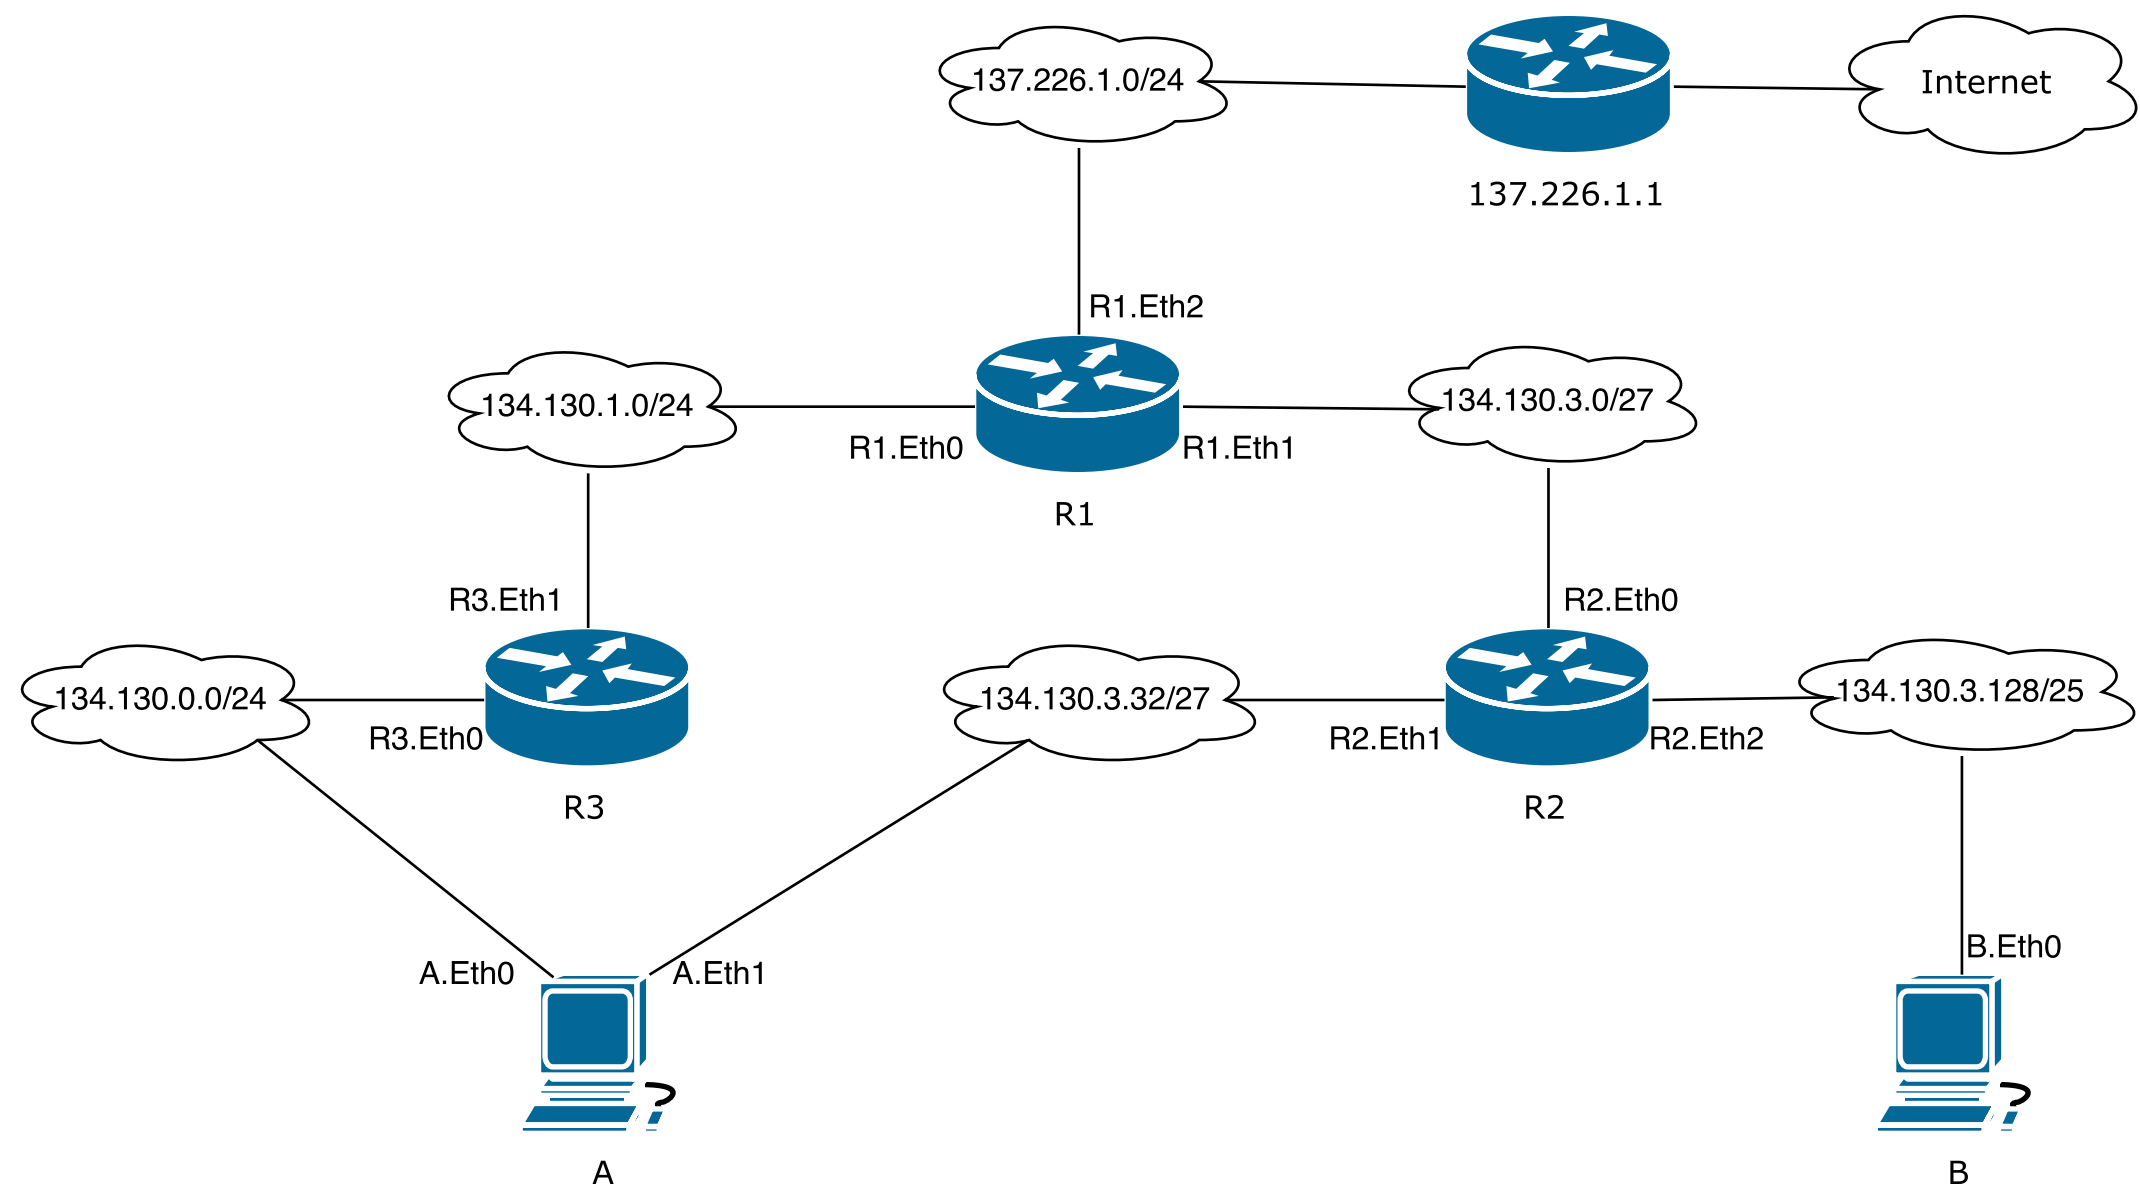 137.226.1.0/24
Internet
137.226.1.1
R1.Eth2
134.130.1.0/24
134.130.3.0/27
R1.Eth0
R1.Eth1
R1
R3.Eth1
R2.Eth0
134.130.0.0/24
134.130.3.32/27
134.130.3.128/25
R3.Eth0
R2.Eth1
R2.Eth2
R3
R2
A.Eth0
A.Eth1
B.Eth0
?
?
A
B